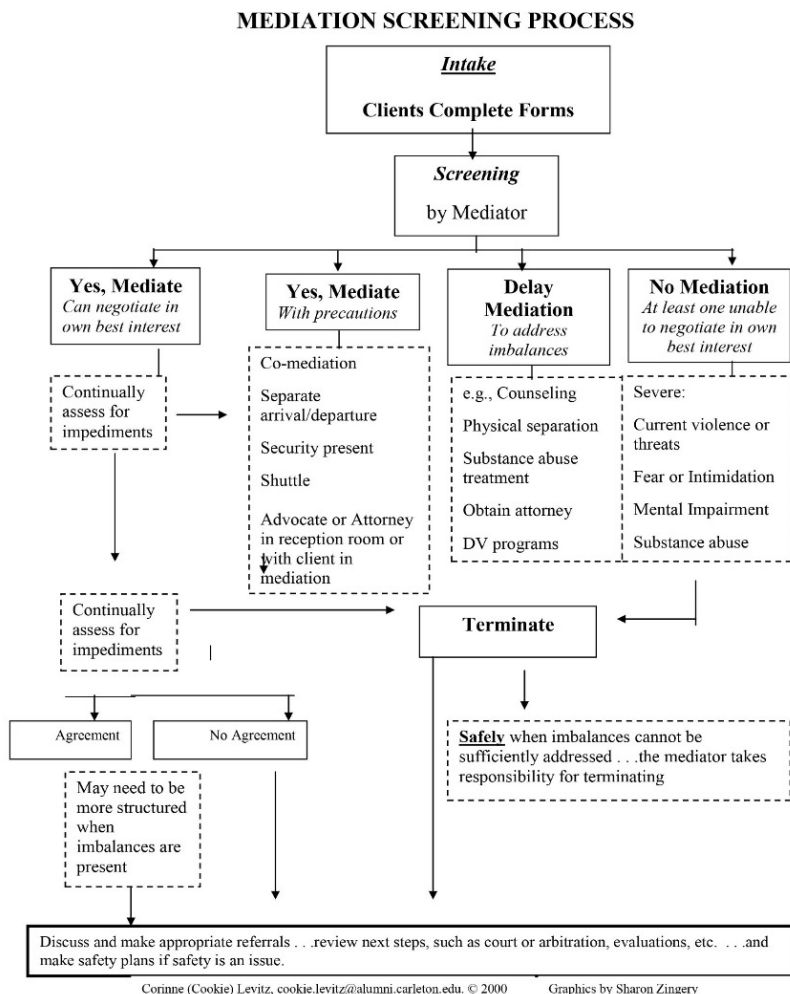 MEDIATION SCREENING PROCESS
Intake
Clients Complete Forms
Screening
by Mediator
Yes, Mediate
Can negotiate in
own best interest
Yes, Mediate
With precautions
Delay
Mediation
To address
imbalances
No Mediation
At least one unable
to negotiate in own
best interest
Continually
assess for
impediments
Co-mediation
Separate
arrival/departure
Security present
Shuttle
Advocate or Attorney
in reception room or
with client in
mediation
e.g., Counseling
Physical separation
Substance abuse
treatment
Obtain attorney
DV programs
Severe:
Current violence or
threats
Fear or Intimidation
Mental Impairment
Substance abuse
Continually
assess for
impediments
Terminate
Agreement
No Agreement
Safely when imbalances cannot be
sufficiently addressed . . .the mediator takes
responsibility for terminating
May need to be
more structured
when
imbalances are
present
Discuss and make appropriate referrals . . .review next steps, such as court or arbitration, evaluations, etc. . . .and
make safety plans if safety is an issue.
Corinne (Cookie) Levitz, cookie.levitz@alumni.carleton.edu. © 2000 Graphics by Sharon Zingery